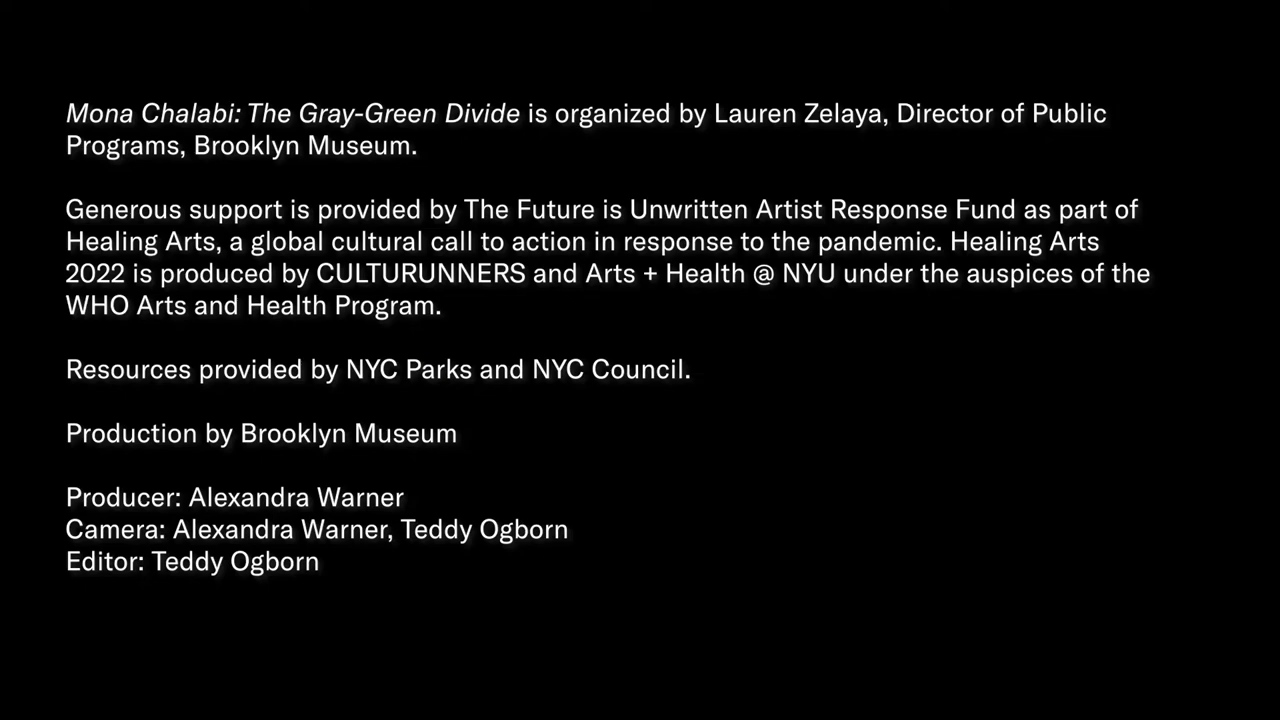 Mona Chalabi: The Gray-Green Divide is organized by Lauren Zelaya, Director of Public
Programs, Brooklyn Museum.
Generous support is provided by The Future is Unwritten Artist Response Fund as part of
Healing Arts, a global cultural call to action in response to the pandemic. Healing Arts
2022 is produced by CULTURUNNERS and Arts + Health @ NYU under the auspices of the
WHO Arts and Health Program.
Resources provided by NYC Parks and NYC Council.
Production by Brooklyn Museum
Producer: Alexandra Warner
Camera: Alexandra Warner, Teddy Ogborn
Editor: Teddy Ogborn